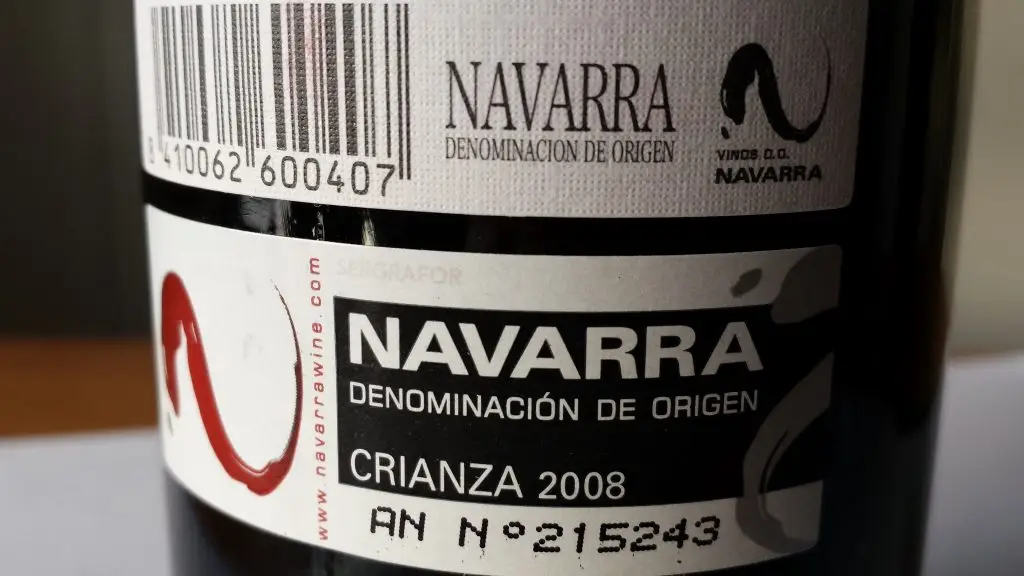 8 410062 600407
NAVARRA
DENOMINACION DE ORIGEN
VINOS D.O.
NAVARRA
www.navarrawine.com
SERGRAFOR
NAVARRA
DENOMINACIÓN DE ORIGEN
CRIANZA 2008
AN Nº215243